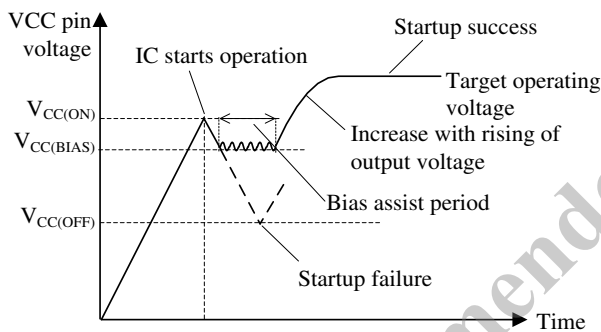 VCC pin
voltage
Startup success
IC starts operation
Target operating
voltage
VCC(ON)
Increase with rising of
output voltage
VCC(BIAS)
Bias assist period
VCC(OFF)
Startup failure
Time